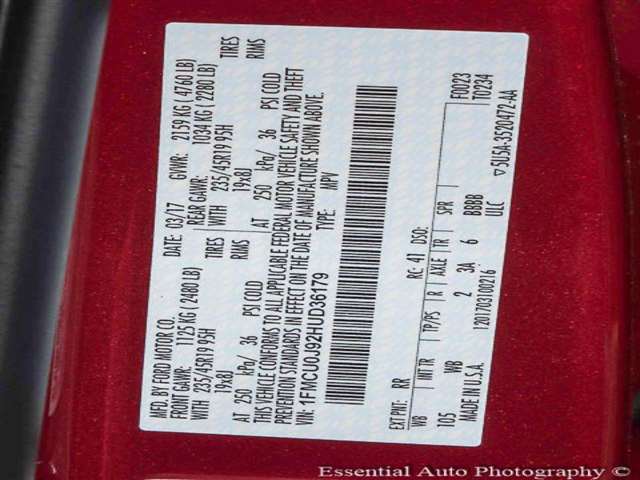 MFD. BY FORD MOTOR CO.
DATE: 03/17 GVWR: 2159 KG ( 4760 LB)
FRONT GAWR: 1125 KG ( 2480 LB) REAR GAWR: 1034 KG ( 2280 LB)
WITH 235/45R19 95H TIRES WITH 235/45R19 95H TIRES
19x8J RIMS 19x8J RIMS
AT 250 kPa/ 36 PSI COLD AT 250 kPa/ 36 PSI COLD
THIS VEHICLE CONFORMS TO ALL APPLICABLE FEDERAL MOTOR VEHICLE SAFETY AND THEFT
PREVENTION STANDARDS IN EFFECT ON THE DATE OF MANUFACTURE SHOWN ABOVE.
VIN: 1FMCU0J92HUD36179 TYPE: MPV
EXT PNT: RR RC: 41 DSO: F0023
T0234
WB INT TR TP/PS R AXLE TR SPR
105 WB 2 3A 6 BBBB
MADE IN U.S.A. 1201703100216 ULC
▽5U5A-3520472-AA
Essential Auto Photography ©